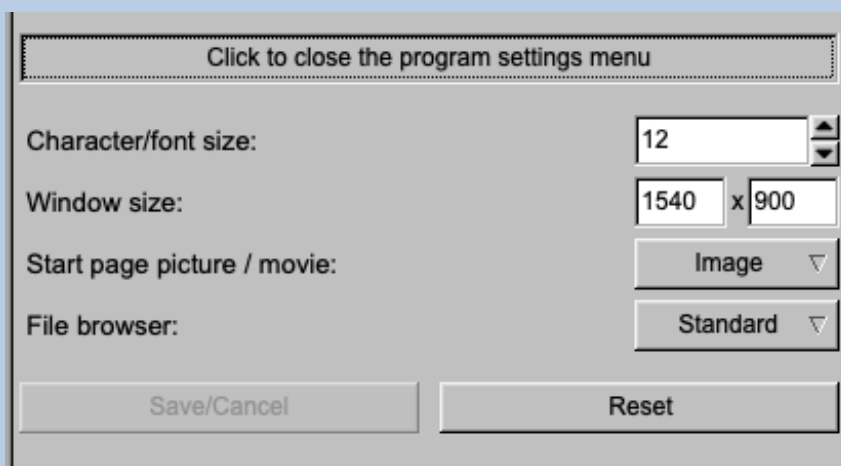 Click to close the program settings menu
Character/font size: 12
Window size: 1540 x 900
Start page picture / movie: Image
File browser: Standard
Save/Cancel Reset